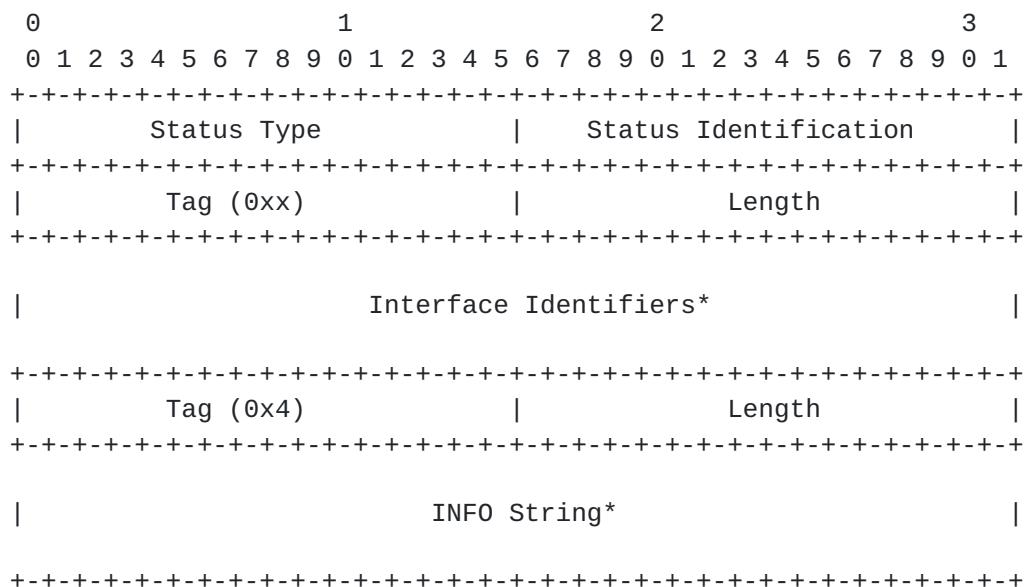 0                   1                   2                   3
 0 1 2 3 4 5 6 7 8 9 0 1 2 3 4 5 6 7 8 9 0 1 2 3 4 5 6 7 8 9 0 1
+-+-+-+-+-+-+-+-+-+-+-+-+-+-+-+-+-+-+-+-+-+-+-+-+-+-+-+-+-+-+-+-+
|        Status Type            |    Status Identification      |
+-+-+-+-+-+-+-+-+-+-+-+-+-+-+-+-+-+-+-+-+-+-+-+-+-+-+-+-+-+-+-+-+
|         Tag (0xx)             |             Length            |
+-+-+-+-+-+-+-+-+-+-+-+-+-+-+-+-+-+-+-+-+-+-+-+-+-+-+-+-+-+-+-+-+
|                      Interface Identifiers*                   |
+-+-+-+-+-+-+-+-+-+-+-+-+-+-+-+-+-+-+-+-+-+-+-+-+-+-+-+-+-+-+-+-+
|         Tag (0x4)             |             Length            |
+-+-+-+-+-+-+-+-+-+-+-+-+-+-+-+-+-+-+-+-+-+-+-+-+-+-+-+-+-+-+-+-+
|                          INFO String*                         |
+-+-+-+-+-+-+-+-+-+-+-+-+-+-+-+-+-+-+-+-+-+-+-+-+-+-+-+-+-+-+-+-+